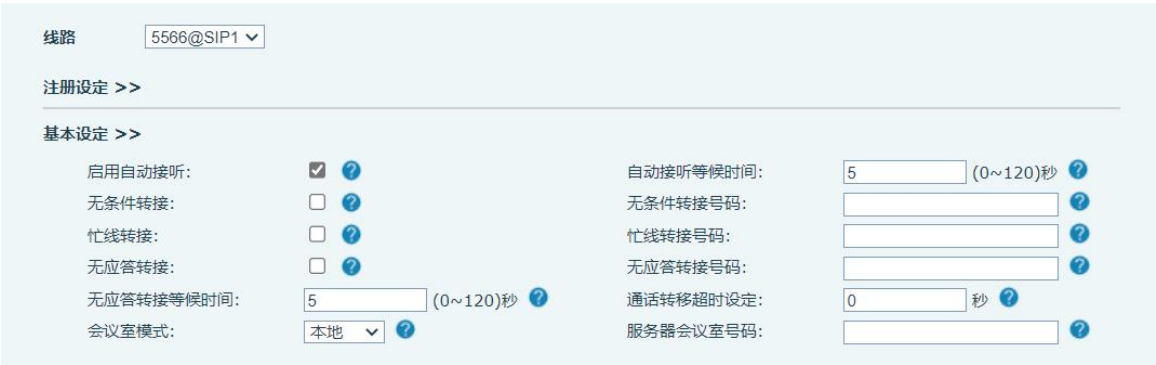 线路 5566@SIP1
注册设定 >>
基本设定 >>
启用自动接听: 自动接听等候时间: 5 (0~120)秒
无条件转接: 无条件转接号码:
忙线转接: 忙线转接号码:
无应答转接: 无应答转接号码:
无应答转接等候时间: 5 (0~120)秒 通话转移超时设定: 0 秒
会议室模式: 本地 服务器会议室号码: